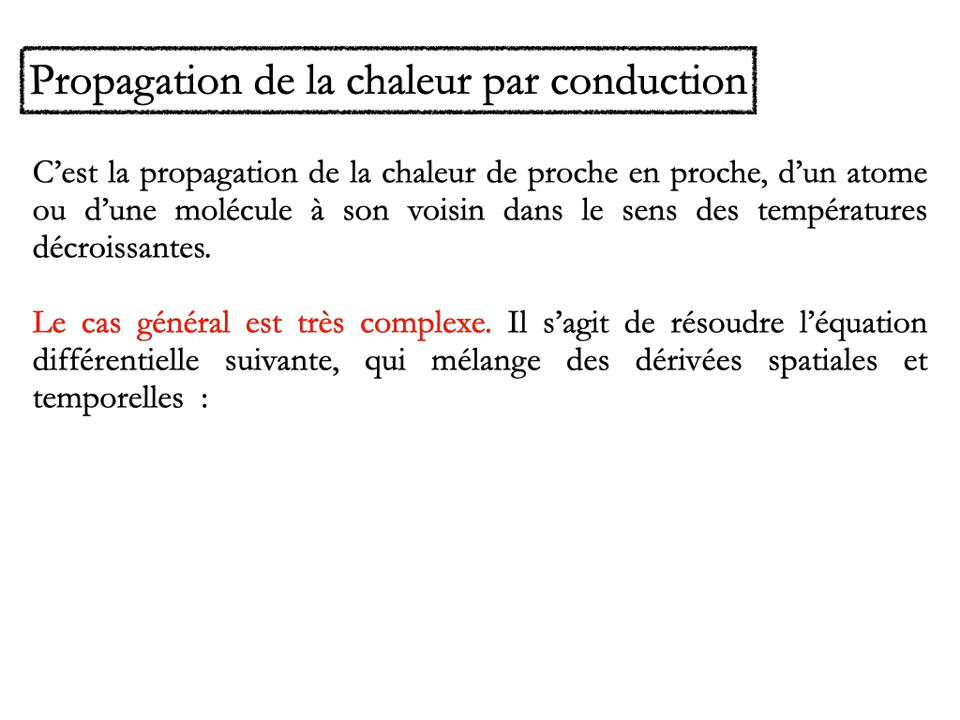 Propagation de la chaleur par conduction
C’est la propagation de la chaleur de proche en proche, d’un atome
ou d’une molécule à son voisin dans le sens des températures
décroissantes.
Le cas général est très complexe. Il s’agit de résoudre l’équation
différentielle suivante, qui mélange des dérivées spatiales et
temporelles :